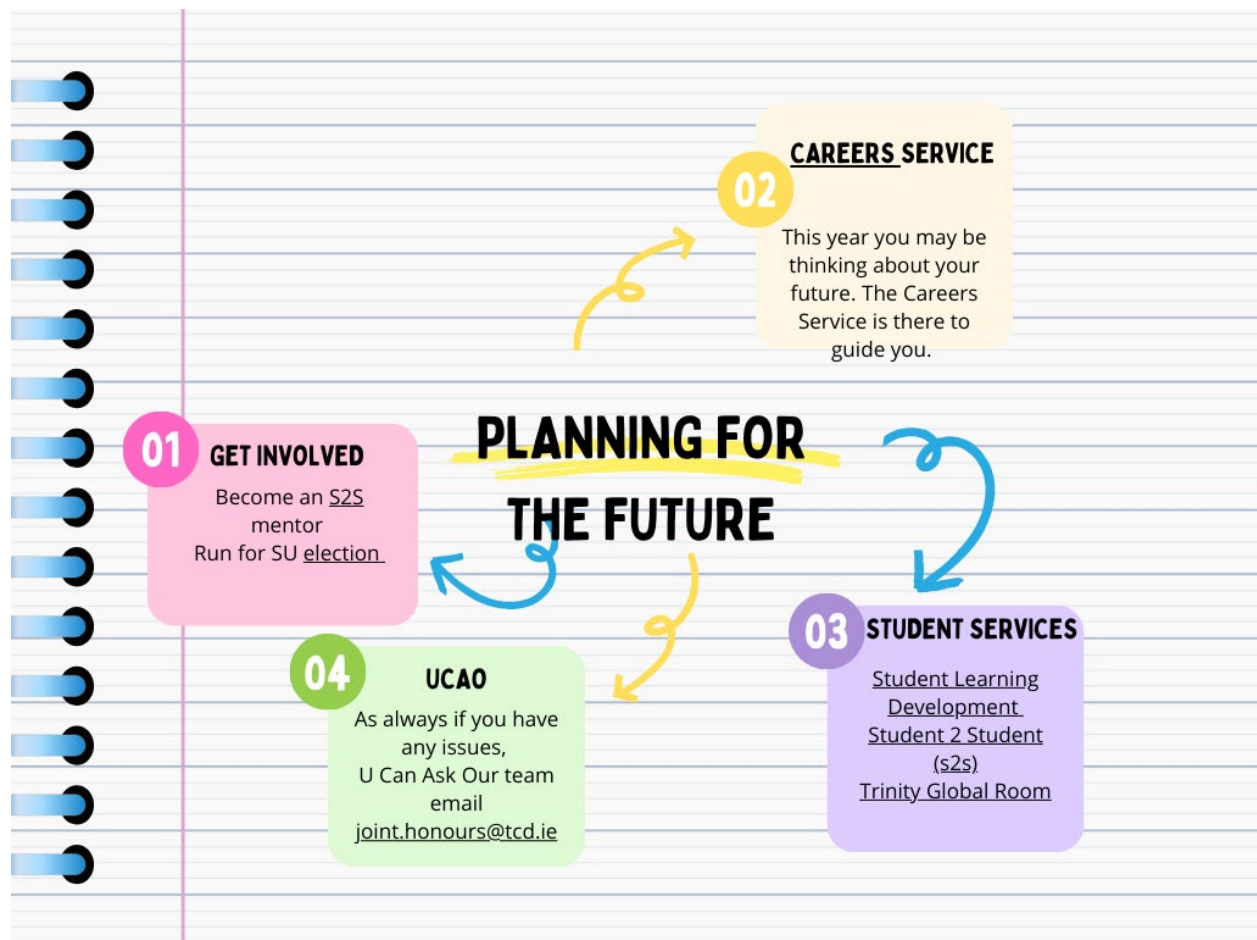 PLANNING FOR
THE FUTURE
01
GET INVOLVED
Become an S2S
mentor
Run for SU election
02
CAREERS SERVICE
This year you may be
thinking about your
future. The Careers
Service is there to
guide you.
03
STUDENT SERVICES
Student Learning
Development
Student 2 Student
(s2s)
Trinity Global Room
04
UCAO
As always if you have
any issues,
U Can Ask Our team
email
joint.honours@tcd.ie